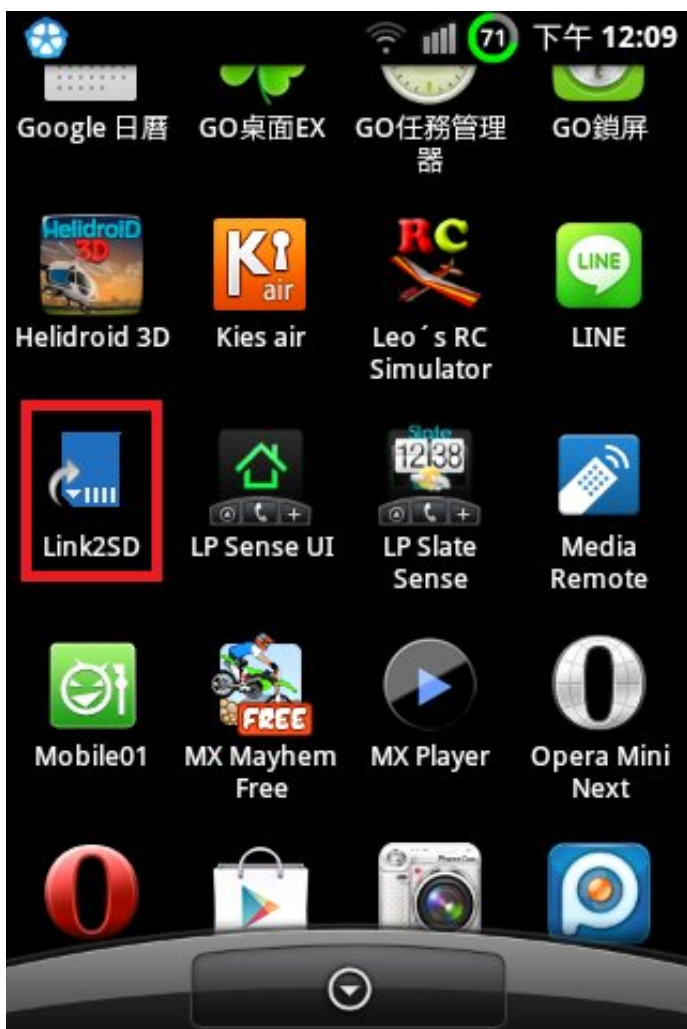 71 下午 12:09
Google 日曆
GO桌面EX
GO任務管理
器
GO鎖屏
HelidroiD
3D
Ki
air
RC
LINE
Helidroid 3D
Kies air
Leo´s RC
Simulator
LINE
Slate
12 38
Link2SD
LP Sense UI
LP Slate
Sense
Media
Remote
FREE
Mobile01
MX Mayhem
Free
MX Player
Opera Mini
Next